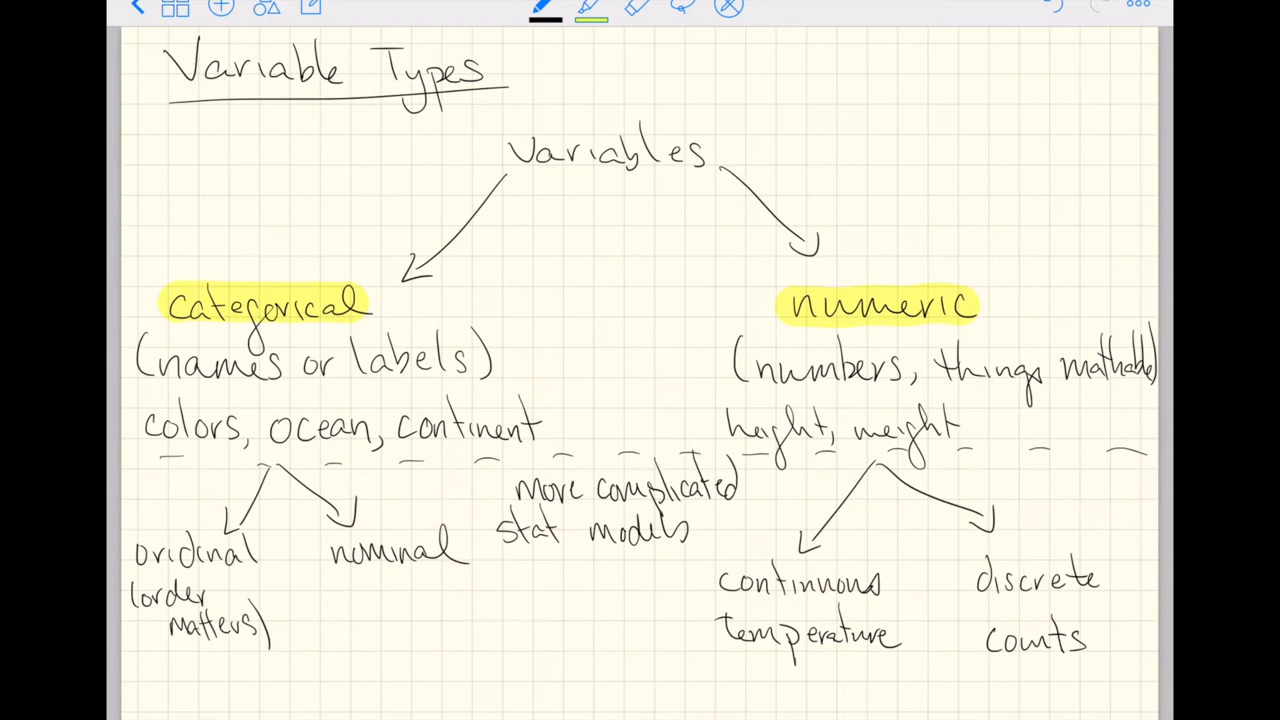 Variable Types
variables
categorical
(names or labels)
colors, ocean, continent
numeric
(numbers, things mathable)
height, weight
more complicated
stat models
oridinal
(order
matters)
nominal
continuous
temperature
discrete
counts